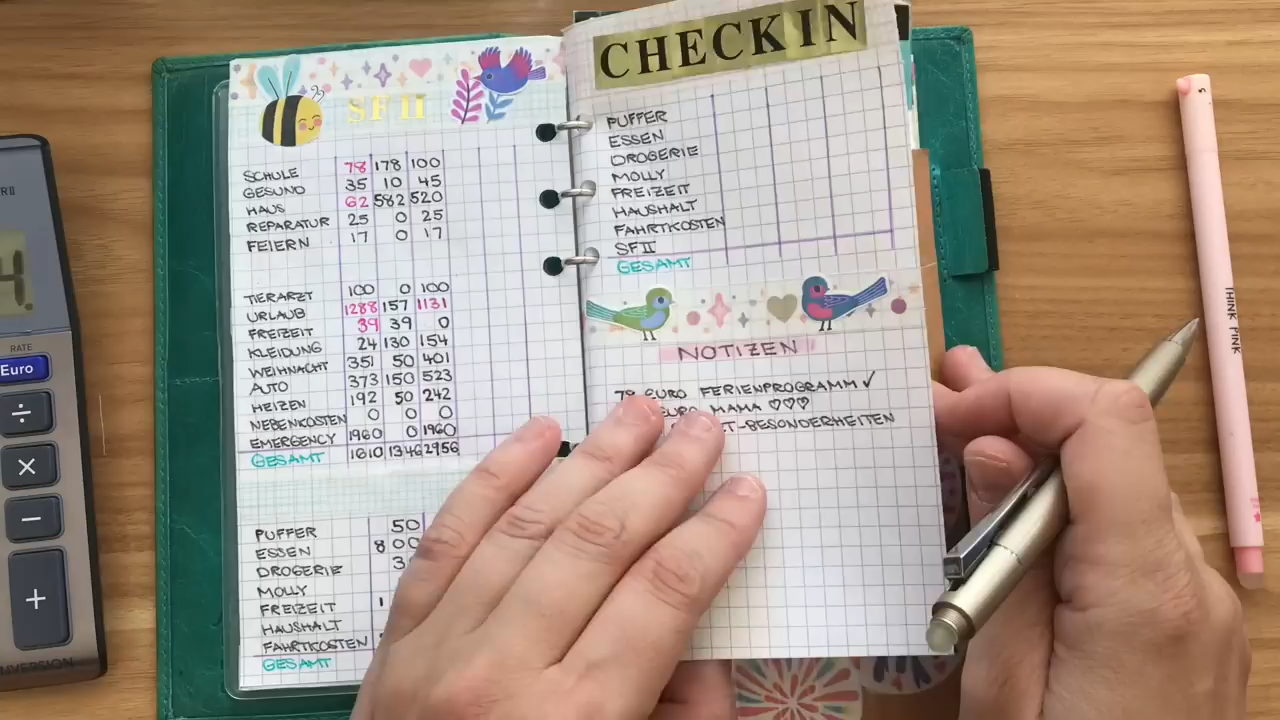 SF II
SCHULE 78 178 100
GESUND 35 10 45
HAUS 62 582 520
REPARATUR 25 0 25
FEIERN 17 0 17
TIERARZT 100 0 100
URLAUB 1288 157 1131
FREIZEIT 39 39 0
KLEIDUNG 24 130 154
WEIHNACHT 351 50 401
AUTO 373 150 523
HEIZEN 192 50 242
NEBENKOSTEN 0 0 0
EMERGENCY 1960 0 1960
GESAMT 1610 1346 2956
PUFFER 50
ESSEN 800
DROGERIE
MOLLY
FREIZEIT
HAUSHALT
FAHRTKOSTEN
GESAMT
CHECK IN
PUFFER
ESSEN
DROGERIE
MOLLY
FREIZEIT
HAUSHALT
FAHRTKOSTEN
SF II
GESAMT
NOTIZEN
78 EURO FERIENPROGRAMM ✓
EURO MAMA ♡♡♡
-BESONDERHEITEN
RATE
Euro
÷
×
−
+
THINK PINK